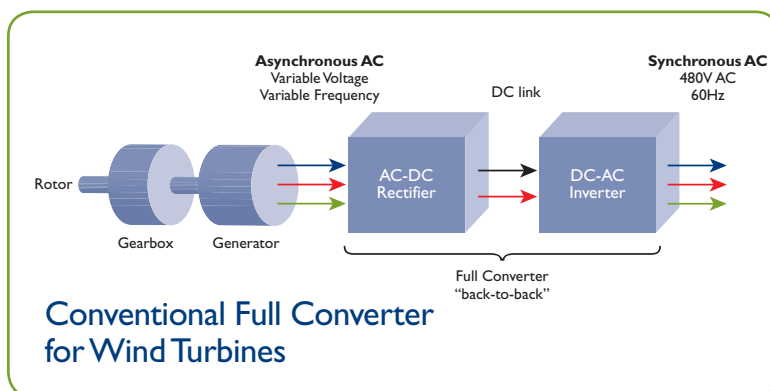 Asynchronous AC
Variable Voltage
Variable Frequency
DC link
Synchronous AC
480V AC
60Hz
Rotor
AC-DC
Rectifier
DC-AC
Inverter
Gearbox
Generator
Full Converter
“back-to-back”
Conventional Full Converter
for Wind Turbines